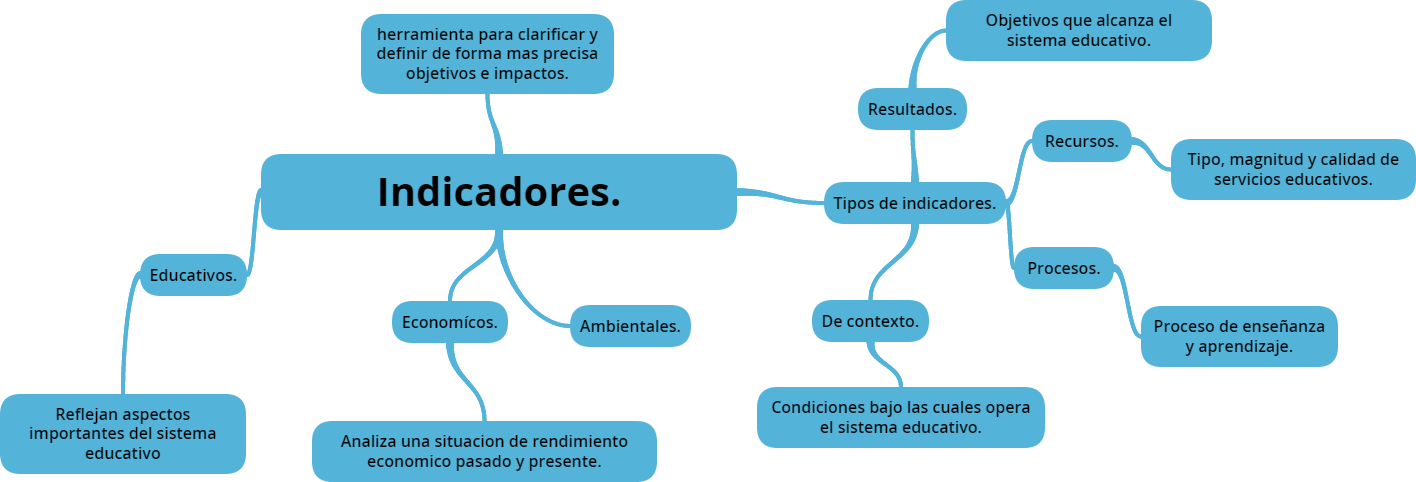 herramienta para clarificar y
definir de forma mas precisa
objetivos e impactos.
Indicadores.
Educativos.
Reflejan aspectos
importantes del sistema
educativo
Economícos.
Analiza una situacion de rendimiento
economico pasado y presente.
Ambientales.
Tipos de indicadores.
Resultados.
Objetivos que alcanza el
sistema educativo.
Recursos.
Tipo, magnitud y calidad de
servicios educativos.
Procesos.
Proceso de enseñanza
y aprendizaje.
De contexto.
Condiciones bajo las cuales opera
el sistema educativo.